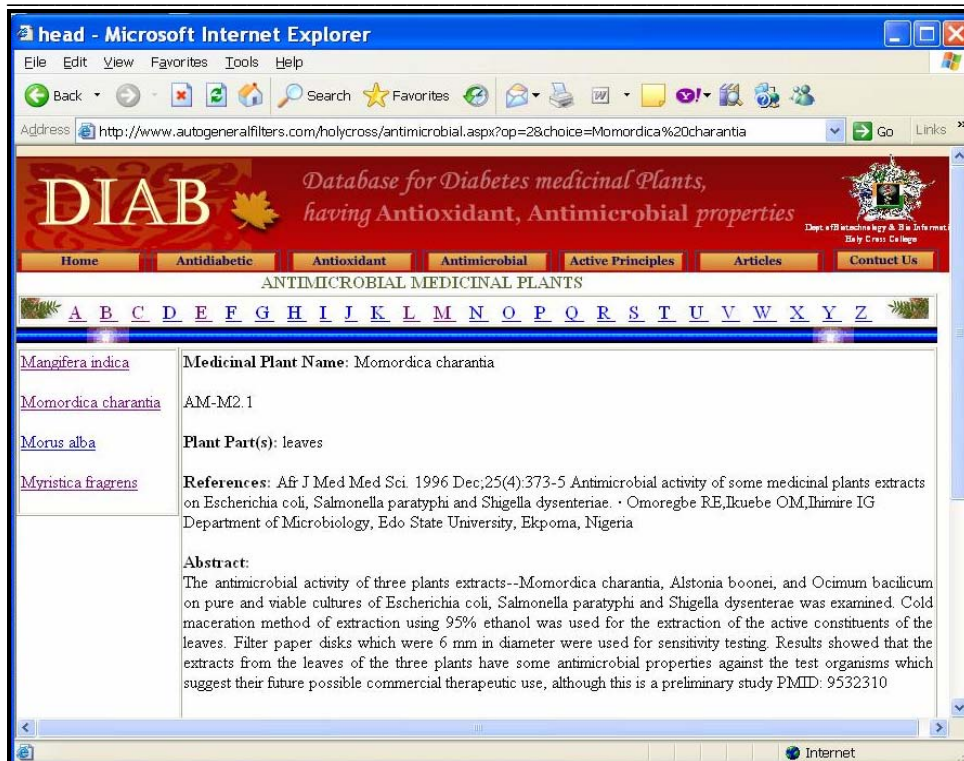 head - Microsoft Internet Explorer
File Edit View Favorites Tools Help
Back Search Favorites
Address http://www.autogeneralfilters.com/holycross/antimicrobial.aspx?op=2&choice=Momordica%20charantia Go Links »
DIAB
Database for Diabetes medicinal Plants,
having Antioxidant, Antimicrobial properties
Dept of Biotechnology & Bio Informati
Holy Cross College
Home Antidiabetic Antioxidant Antimicrobial Active Principles Articles Contuct Us
ANTIMICROBIAL MEDICINAL PLANTS
A B C D E F G H I J K L M N O P Q R S T U V W X Y Z
Mangifera indica
Momordica charantia
Morus alba
Myristica fragrens
Medicinal Plant Name: Momordica charantia
AM-M2.1
Plant Part(s): leaves
References: Afr J Med Med Sci. 1996 Dec;25(4):373-5 Antimicrobial activity of some medicinal plants extracts
on Escherichia coli, Salmonella paratyphi and Shigella dysenteriae. · Omoregbe RE,Ikuebe OM,Ihimire IG
Department of Microbiology, Edo State University, Ekpoma, Nigeria
Abstract:
The antimicrobial activity of three plants extracts--Momordica charantia, Alstonia boonei, and Ocimum bacilicum
on pure and viable cultures of Escherichia coli, Salmonella paratyphi and Shigella dysenterae was examined. Cold
maceration method of extraction using 95% ethanol was used for the extraction of the active constituents of the
leaves. Filter paper disks which were 6 mm in diameter were used for sensitivity testing. Results showed that the
extracts from the leaves of the three plants have some antimicrobial properties against the test organisms which
suggest their future possible commercial therapeutic use, although this is a preliminary study PMID: 9532310
Internet